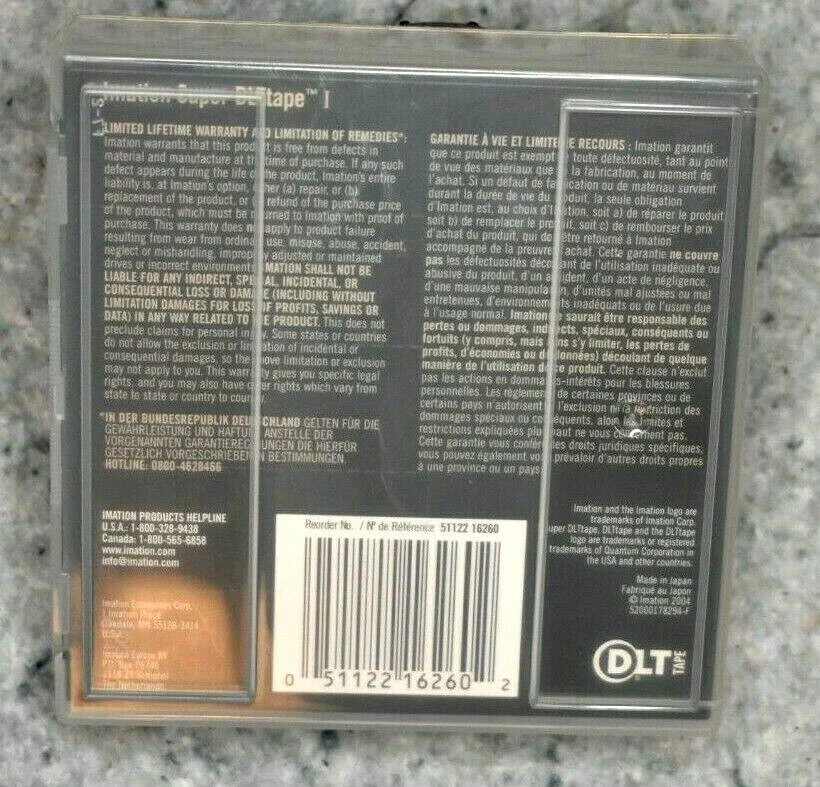 Imation Super DLTtape™ I
LIMITED LIFETIME WARRANTY AND LIMITATION OF REMEDIES*:
Imation warrants that this product is free from defects in
material and manufacture at the time of purchase. If any such
defect appears during the life of the product, Imation's entire
liability is, at Imation's option, either (a) repair, or (b)
replacement of the product, or (c) refund of the purchase price
of the product, which must be returned to Imation with proof of
purchase. This warranty does not apply to product failure
resulting from wear from ordinary use, misuse, abuse, accident,
neglect or mishandling, improperly adjusted or maintained
drives or incorrect environments. IMATION SHALL NOT BE
LIABLE FOR ANY INDIRECT, SPECIAL, INCIDENTAL, OR
CONSEQUENTIAL LOSS OR DAMAGE (INCLUDING WITHOUT
LIMITATION DAMAGES FOR LOSS OF PROFITS, SAVINGS OR
DATA) IN ANY WAY RELATED TO THE PRODUCT. This does not
preclude claims for personal injury. Some states or countries
do not allow the exclusion or limitation of incidental or
consequential damages, so the above limitation or exclusion
may not apply to you. This warranty gives you specific legal
rights, and you may also have other rights which vary from
state to state or country to country.
*IN DER BUNDESREPUBLIK DEUTSCHLAND GELTEN FÜR DIE
GEWÄHRLEISTUNG UND HAFTUNG ANSTELLE DER
VORGENANNTEN GARANTIEREGELUNGEN DIE HIERFÜR
GESETZLICH VORGESCHRIEBENEN BESTIMMUNGEN.
HOTLINE: 0800-4628466
IMATION PRODUCTS HELPLINE
U.S.A.: 1-800-328-9438
Canada: 1-800-565-6858
www.imation.com
info@imation.com
Imation Enterprises Corp.
1 Imation Place
Oakdale, MN 55128-3414
U.S.A.
Imation Europe BV
P.O. Box
Schiphol
The Netherlands
GARANTIE À VIE ET LIMITE DE RECOURS : Imation garantit
que ce produit est exempt de toute défectuosité, tant au point
de vue des matériaux que de la fabrication, au moment de
l'achat. Si un défaut de fabrication ou de matériau survient
durant la durée de vie du produit, la seule obligation
d'Imation est, au choix d'Imation, soit a) de réparer le produit
soit b) de remplacer le produit, soit c) de rembourser le prix
d'achat du produit, qui doit être retourné à Imation
accompagné de la preuve d'achat. Cette garantie ne couvre
pas les défectuosités découlant de l'utilisation inadéquate ou
abusive du produit, d'un accident, d'un acte de négligence,
d'une mauvaise manipulation, d'unités mal ajustées ou mal
entretenues, d'environnements inadéquats ou de l'usure due
à l'usage normal. Imation ne saurait être responsable des
pertes ou dommages, indirects, spéciaux, conséquents ou
fortuits (y compris, mais sans s'y limiter, les pertes de
profits, d'économies ou de données) découlant de quelque
manière de l'utilisation de ce produit. Cette clause n'exclut
pas les actions en dommages-intérêts pour les blessures
personnelles. Les règlements de certaines provinces ou de
certains pays n'autorisent l'exclusion ni la restriction des
dommages spéciaux ou conséquents, alors limites et
restrictions expliquées plus haut ne vous concernent pas.
Cette garantie vous confère des droits juridiques spécifiques,
vous pouvez également vous prévaloir d'autres droits propres
à une province ou un pays.
Reorder No. / Nº de Référence 51122 16260
0 51122 16260 2
Imation and the Imation logo are
trademarks of Imation Corp.
Super DLTtape, DLTtape and the DLTtape
logo are trademarks or registered
trademarks of Quantum Corporation in
the USA and other countries.
Made in Japan
Fabriqué au Japon
© Imation 2004
52000178294-F
DLT
TAPE